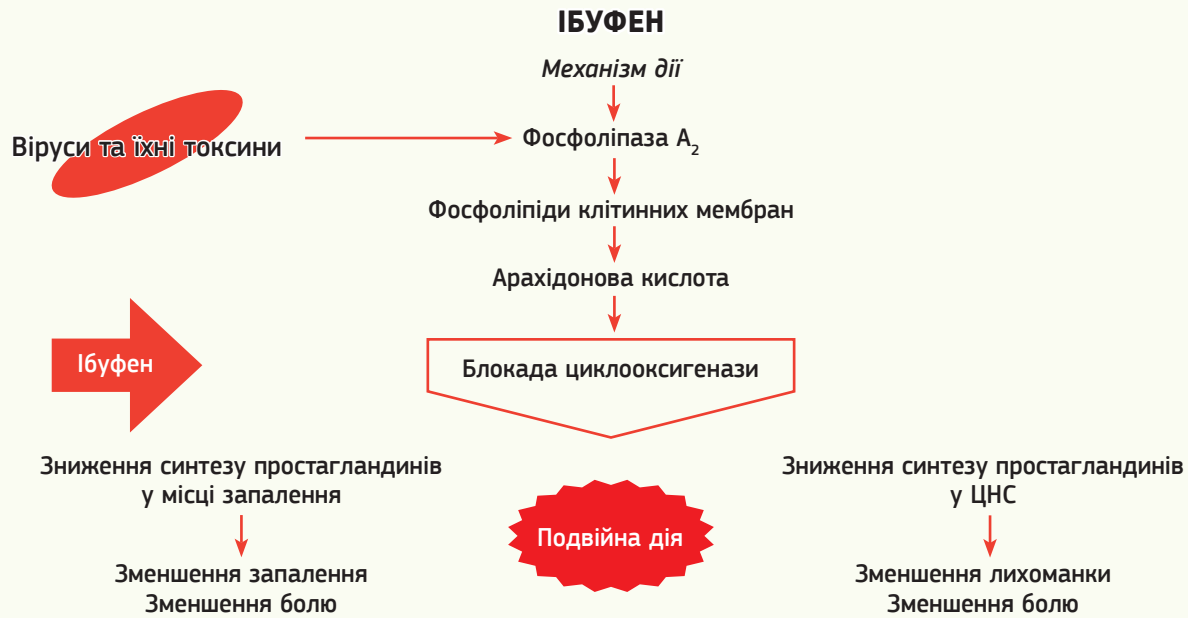 ІБУФЕН
Механізм дії
Віруси та їхні токсини
Фосфоліпаза А₂
Фосфоліпіди клітинних мембран
Арахідонова кислота
Ібуфен
Блокада циклооксигенази
Зниження синтезу простагландинів
у місці запалення
Зменшення запалення
Зменшення болю
Подвійна дія
Зниження синтезу простагландинів
у ЦНС
Зменшення лихоманки
Зменшення болю